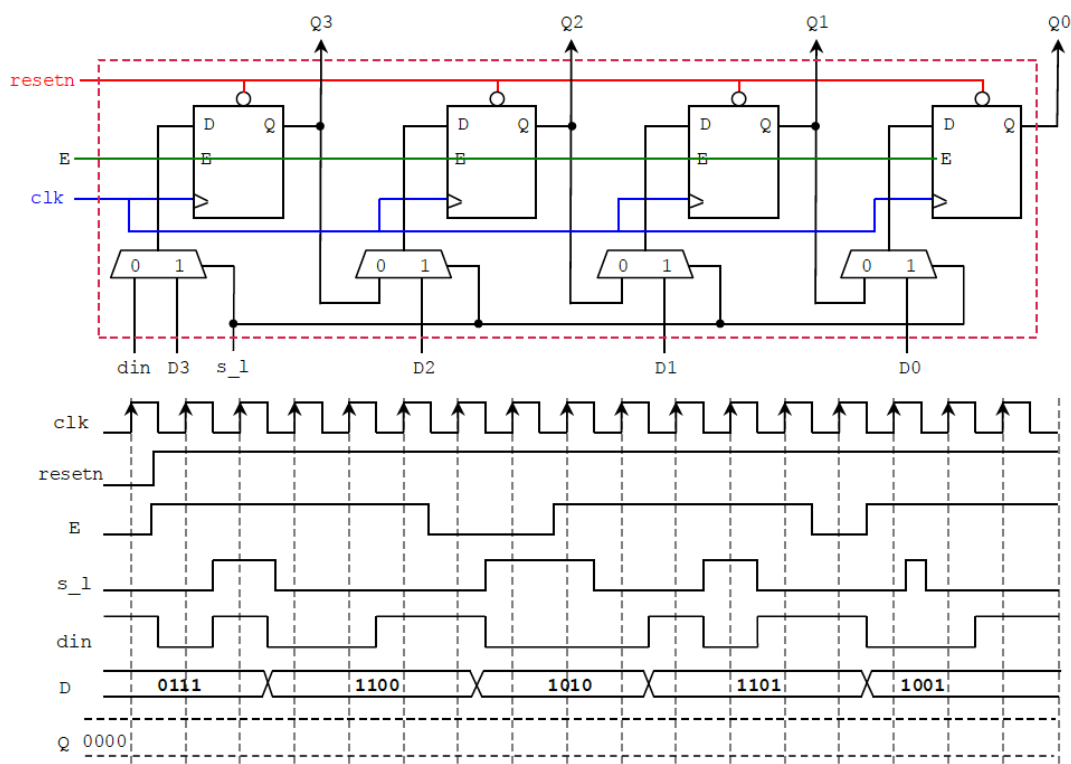 Q3 Q2 Q1 Q0
resetn
D Q D Q D Q D Q
E E E E E
clk
0 1 0 1 0 1 0 1
din D3 s_l D2 D1 D0
clk
resetn
E
s_l
din
D 0111 1100 1010 1101 1001
Q 0000